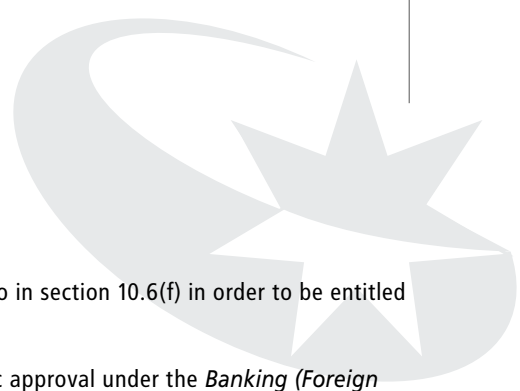 o in section 10.6(f) in order to be entitled
approval under the Banking (Foreign